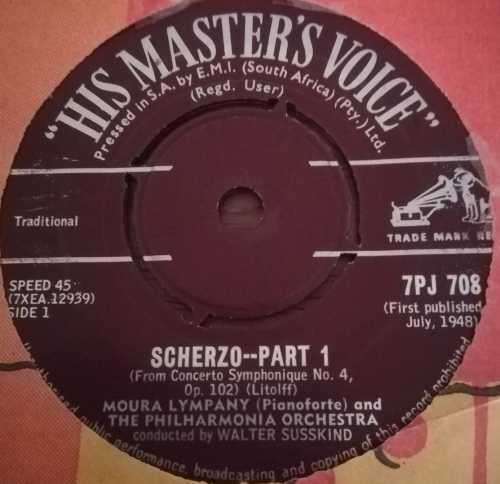 "HIS MASTER'S VOICE"
Pressed in S.A. by E.M.I. (South Africa) (Pty.) Ltd.
(Regd. User)
Traditional
TRADE MARK RE
SPEED 45
(7XEA.12939)
SIDE 1
7PJ 708
(First published
July, 1948)
SCHERZO--PART 1
(From Concerto Symphonique No. 4,
Op. 102) (Litolff)
MOURA LYMPANY (Pianoforte) and
THE PHILHARMONIA ORCHESTRA
conducted by WALTER SUSSKIND
public performance, broadcasting and copying of this record prohibited